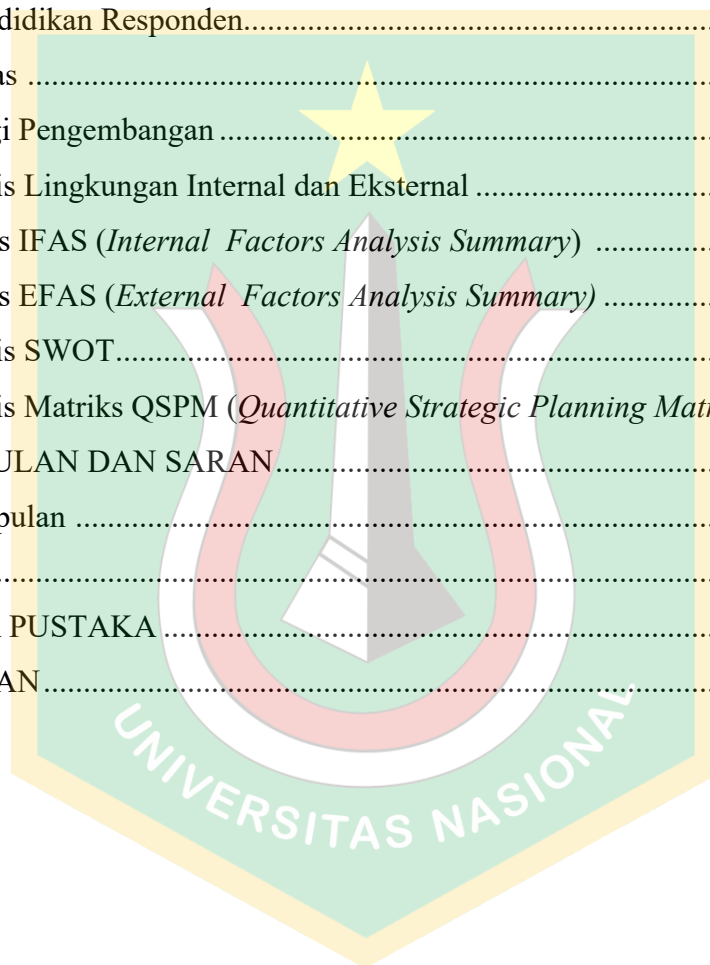 didikan Responden....................................................
as ....................................................
gi Pengembangan ....................................................
is Lingkungan Internal dan Eksternal ....................................................
s IFAS (Internal Factors Analysis Summary) ....................................................
s EFAS (External Factors Analysis Summary) ....................................................
is SWOT....................................................
is Matriks QSPM (Quantitative Strategic Planning Matr
ULAN DAN SARAN....................................................
pulan ....................................................
....................................................
PUSTAKA ....................................................
AN....................................................
UNIVERSITAS NASIONAL